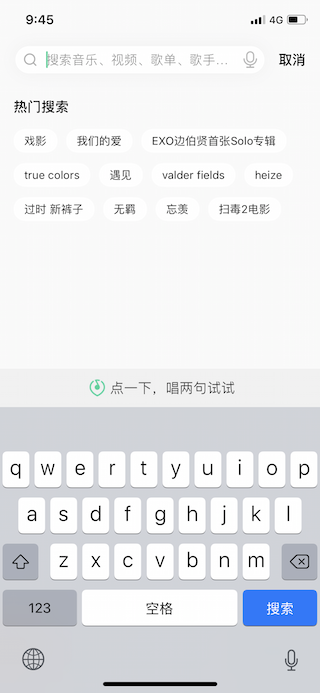 9:45 4G
搜索音乐、视频、歌单、歌手... 取消
热门搜索
戏影 我们的爱 EXO边伯贤首张Solo专辑
true colors 遇见 valder fields heize
过时 新裤子 无羁 忘羡 扫毒2电影
点一下，唱两句试试
q w e r t y u i o p
a s d f g h j k l
z x c v b n m
123 空格 搜索